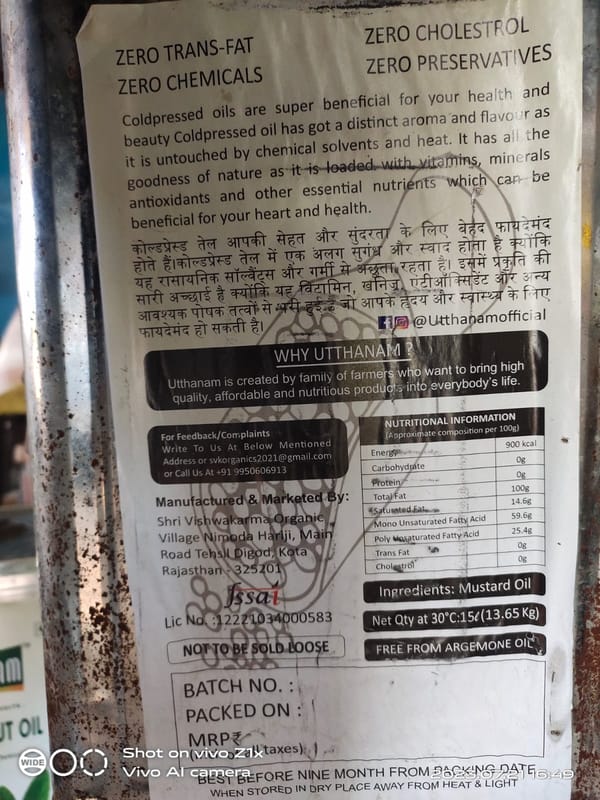 ZERO TRANS-FAT
ZERO CHEMICALS
ZERO CHOLESTROL
ZERO PRESERVATIVES
Coldpressed oils are super beneficial for your health and
beauty Coldpressed oil has got a distinct aroma and flavour as
it is untouched by chemical solvents and heat. It has all the
goodness of nature as it is loaded with vitamins, minerals
antioxidants and other essential nutrients which can be
beneficial for your heart and health.
कोल्डप्रेस्ड तेल आपकी सेहत और सुंदरता के लिए बेहद फायदेमंद
होते हैं।कोल्डप्रेस्ड तेल में एक अलग सुगंध और स्वाद होता है क्योंकि
यह रासायनिक सॉल्वैंट्स और गर्मी से अछूता रहता है। इसमें प्रकृति की
सारी अच्छाई है क्योंकि यह विटामिन, खनिज, एंटीऑक्सिडेंट और अन्य
आवश्यक पोषक तत्वों से भरी हुई है जो आपके हृदय और स्वास्थ्य के लिए
फायदेमंद हो सकती है।
@Utthanamofficial
WHY UTTHANAM ?
Utthanam is created by family of farmers who want to bring high
quality, affordable and nutritious products into everybody's life.
For Feedback/Complaints
Write To Us At Below Mentioned
Address or svkorganics2021@gmail.com
or Call Us At +91 9950606913
Manufactured & Marketed By:
Shri Vishwakarma Organic
Village Nimoda Hariji, Main
Road Tehsil Digod, Kota
Rajasthan - 325201
fssai
Lic No. :12221034000583
NOT TO BE SOLD LOOSE
NUTRITIONAL INFORMATION
(Approximate composition per 100g)
Energy 900 kcal
Carbohydrate 0g
Protein 0g
Total Fat 100g
Saturated Fat 14.6g
Mono Unsaturated Fatty Acid 59.6g
Poly Unsaturated Fatty Acid 25.4g
Trans Fat 0g
Cholestrol 0g
Ingredients: Mustard Oil
Net Qty at 30°C:15ℓ(13.65 Kg)
FREE FROM ARGEMONE OIL
BATCH NO. :
PACKED ON :
MRP₹ :
taxes)
BEST BEFORE NINE MONTH FROM PACKING DATE
WHEN STORED IN DRY PLACE AWAY FROM HEAT & LIGHT
OIL
WIDE
Shot on vivo Z1x
Vivo AI camera
2023.07.21 16:49